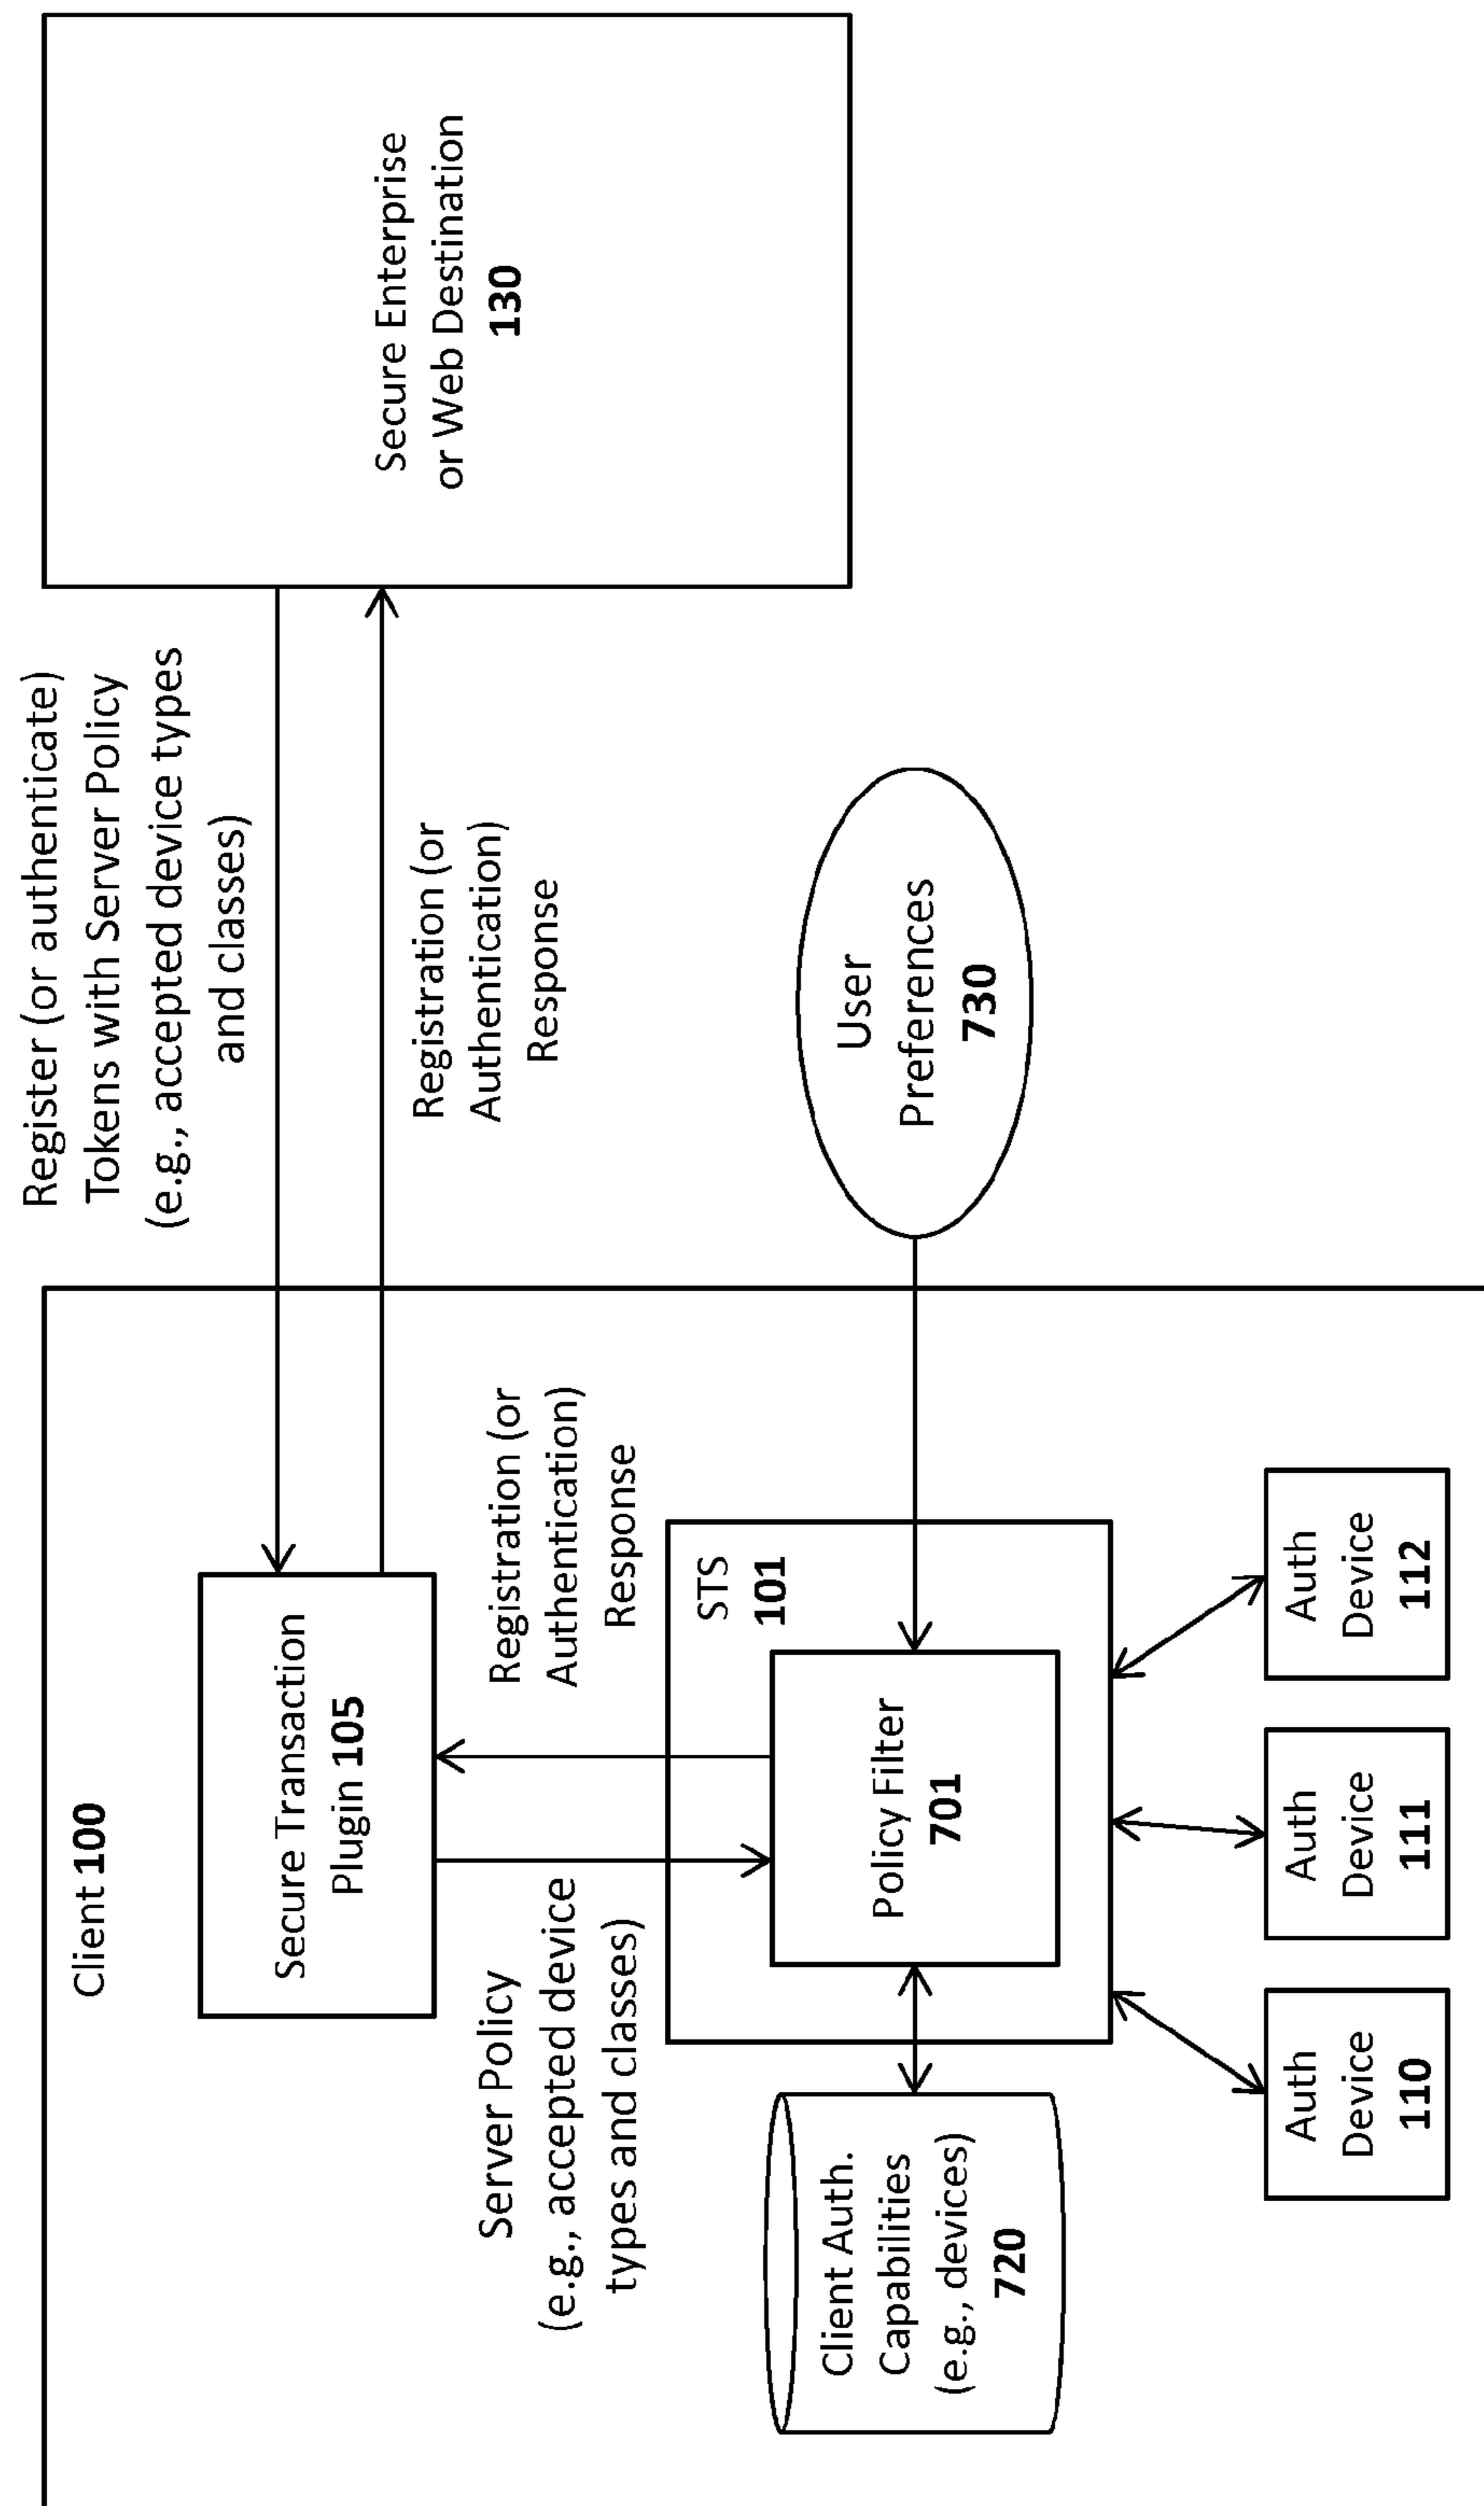 Client 100
Secure Transaction
Plugin 105
Register (or authenticate)
Tokens with Server Policy
(e.g., accepted device types
and classes)
Registration (or
Authentication)
Response
Secure Enterprise
or Web Destination
130
Server Policy
(e.g., accepted device
types and classes)
Registration (or
Authentication)
Response
STS
101
Policy Filter
701
Client Auth.
Capabilities
(e.g., devices)
720
User
Preferences
730
Auth
Device
110
Auth
Device
111
Auth
Device
112